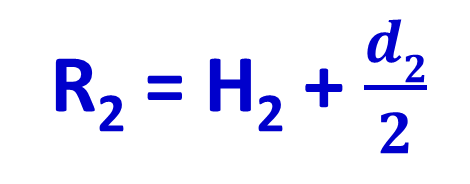 R₂ = H₂ + d₂/2